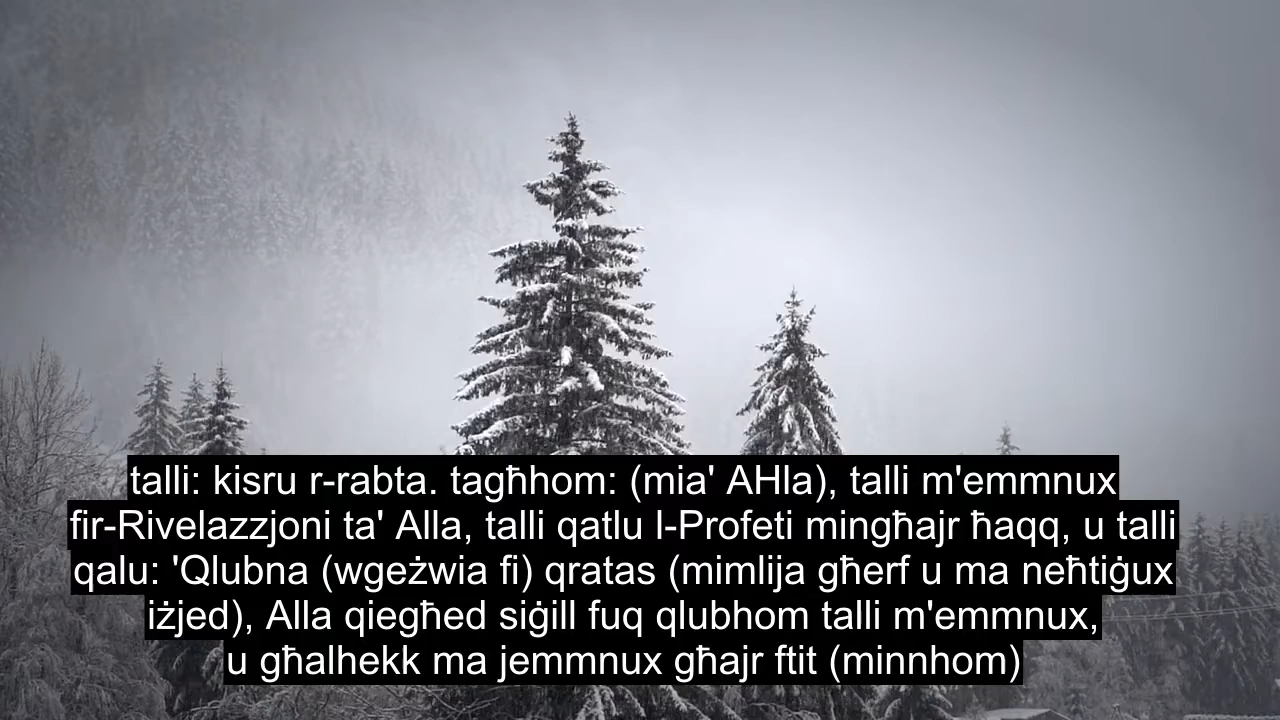 talli: kisru r-rabta. tagħhom: (mia' AHla), talli m'emmnux
fir-Rivelazzjoni ta' Alla, talli qatlu l-Profeti mingħajr ħaqq, u talli
qalu: 'Qlubna (wgeżwia fi) qratas (mimlija għerf u ma neħtiġux
iżjed), Alla qiegħed siġill fuq qlubhom talli m'emmnux,
u għalhekk ma jemmnux għajr ftit (minnhom)